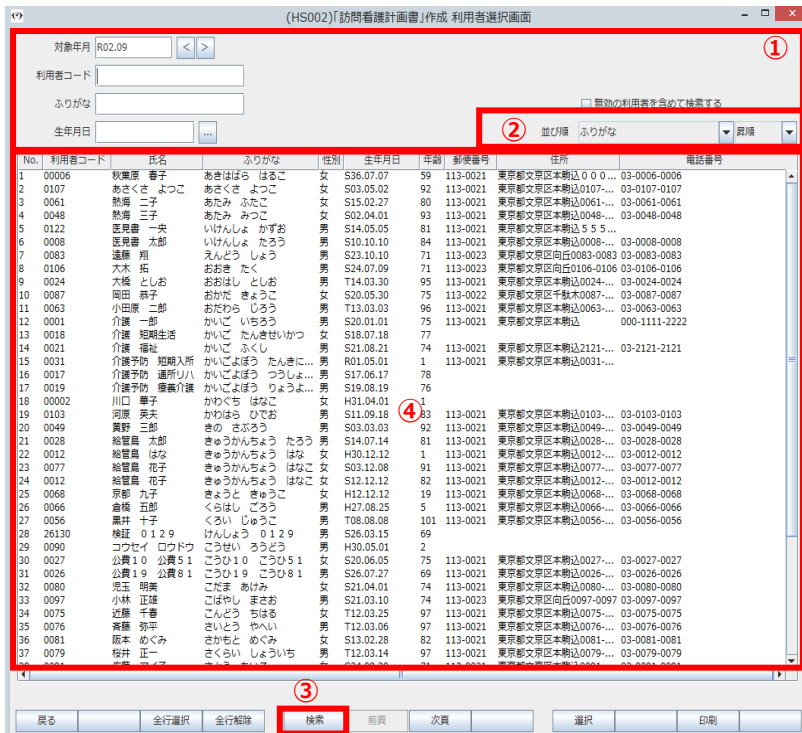 (HS002)「訪問看護計画書」作成 利用者選択画面
対象年月 R02.09 < > ①
利用者コード
ふりがな
無効の利用者を含めて検索する
生年月日 ... ② 並び順 ふりがな 昇順
No. 利用者コード 氏名 ふりがな 性別 生年月日 年齢 郵便番号 住所 電話番号
1 00006 秋葉原 春子 あきはばら はるこ 女 S36.07.07 59 113-0021 東京都文京区本駒込０００... 03-0006-0006
2 0107 あさくさ よつこ あさくさ よつこ 女 S03.05.02 92 113-0021 東京都文京区本駒込0107-... 03-0107-0107
3 0061 熱海 二子 あたみ ふたこ 女 S15.02.27 80 113-0021 東京都文京区本駒込0061-... 03-0061-0061
4 0048 熱海 三子 あたみ みつこ 女 S02.04.01 93 113-0021 東京都文京区本駒込0048-... 03-0048-0048
5 0122 医見書 一央 いけんしょ かずお 男 S14.05.05 81 113-0021 東京都文京区本駒込５５５...
6 0008 医見書 太郎 いけんしょ たろう 男 S10.10.10 84 113-0021 東京都文京区本駒込0008-... 03-0008-0008
7 0083 遠藤 翔 えんどう しょう 男 S23.10.10 71 113-0023 東京都文京区向丘0083-0083 03-0083-0083
8 0106 大木 拓 おおき たく 男 S24.07.09 71 113-0023 東京都文京区向丘0106-0106 03-0106-0106
9 0024 大橋 としお おおはし としお 男 T14.03.30 95 113-0021 東京都文京区本駒込0024-... 03-0024-0024
10 0087 岡田 恭子 おかだ きょうこ 女 S20.05.30 75 113-0022 東京都文京区千駄木0087-... 03-0087-0087
11 0063 小田原 二郎 おだわら じろう 男 T13.03.03 96 113-0021 東京都文京区本駒込0063-... 03-0063-0063
12 0001 介護 一郎 かいご いちろう 男 S20.01.01 75 113-0021 東京都文京区本駒込 000-1111-2222
13 0018 介護 短期生活 かいご たんきせいかつ 女 S18.07.18 77
14 0021 介護 福祉 かいご ふくし 男 S21.08.21 74 113-0021 東京都文京区本駒込2121-... 03-2121-2121
15 0031 介護予防 短期入所 かいごよぼう たんきに... 男 R01.05.01 1 113-0021 東京都文京区本駒込0031-...
16 0017 介護予防 通所リハ かいごよぼう つうしょ... 男 S17.06.17 78
17 0019 介護予防 療養介護 かいごよぼう りょうよ... 男 S19.08.19 76
18 00002 川口 華子 かわぐち はなこ 女 H31.04.01 1
19 0103 河原 英夫 かわはら ひでお 男 S11.09.18 ④ 83 113-0021 東京都文京区本駒込0103-... 03-0103-0103
20 0049 黄野 三郎 きの さぶろう 男 S03.03.03 92 113-0021 東京都文京区本駒込0049-... 03-0049-0049
21 0028 給管鳥 太郎 きゅうかんちょう たろう 男 S14.07.14 81 113-0021 東京都文京区本駒込0028-... 03-0028-0028
22 0012 給管鳥 はな きゅうかんちょう はな 女 H30.12.12 1 113-0021 東京都文京区本駒込0012-... 03-0012-0012
23 0077 給管鳥 花子 きゅうかんちょう はなこ 女 S03.12.08 91 113-0021 東京都文京区本駒込0077-... 03-0077-0077
24 0012 給管鳥 花子 きゅうかんちょう はなこ 女 S12.12.12 82 113-0021 東京都文京区本駒込0012-... 03-0012-0012
25 0068 京都 九子 きょうと きゅうこ 女 H12.12.12 19 113-0021 東京都文京区本駒込0068-... 03-0068-0068
26 0066 倉橋 五郎 くらはし ごろう 男 H27.08.25 5 113-0021 東京都文京区本駒込0066-... 03-0066-0066
27 0056 黒井 十子 くろい じゅうこ 男 T08.08.08 101 113-0021 東京都文京区本駒込0056-... 03-0056-0056
28 26130 検証 ０１２９ けんしょう ０１２９ 男 S26.03.15 69
29 0090 コウセイ ロウドウ こうせい ろうどう 男 H30.05.01 2
30 0027 公費１０ 公費５１ こうひ１０ こうひ５１ 女 S20.06.05 75 113-0021 東京都文京区本駒込0027-... 03-0027-0027
31 0026 公費１９ 公費８１ こうひ１９ こうひ８１ 男 S26.07.27 69 113-0021 東京都文京区本駒込0026-... 03-0026-0026
32 0080 児玉 明美 こだま あけみ 女 S21.04.01 74 113-0021 東京都文京区本駒込0080-... 03-0080-0080
33 0097 小林 正雄 こばやし まさお 男 S21.03.10 74 113-0023 東京都文京区向丘0097-0097 03-0097-0097
34 0075 近藤 千春 こんどう ちはる 女 T12.03.25 97 113-0021 東京都文京区本駒込0075-... 03-0075-0075
35 0076 斉藤 弥平 さいとう やへい 男 T12.03.06 97 113-0021 東京都文京区本駒込0076-... 03-0076-0076
36 0081 阪本 めぐみ さかもと めぐみ 女 S13.02.28 82 113-0021 東京都文京区本駒込0081-... 03-0081-0081
37 0079 桜井 正一 さくらい しょういち 男 T12.03.14 97 113-0021 東京都文京区本駒込0079-... 03-0079-0079
③
戻る 全行選択 全行解除 検索 前頁 次頁 選択 印刷